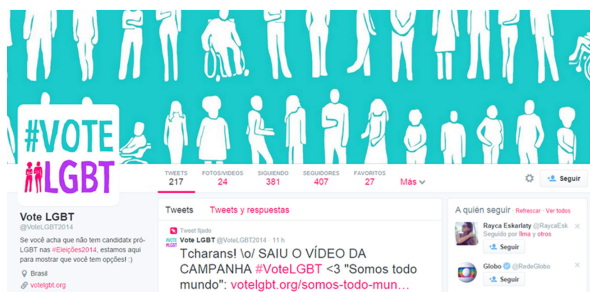 #VOTE
LGBT
TWEETS
217
FOTOS/VIDEOS
24
SIGUIENDO
381
SEGUIDORES
407
FAVORITOS
27
Más
Seguir
Vote LGBT
@VoteLGBT2014
Se você acha que não tem candidatx pró-
LGBT nas #Eleições2014, estamos aqui
para mostrar que você tem opções! :)
Brasil
votelgbt.org
Tweets Tweets y respuestas
Tweet fijado
Vote LGBT @VoteLGBT2014 · 11 h
Tcharans! \o/ SAIU O VÍDEO DA
CAMPANHA #VoteLGBT <3 "Somos todo
mundo": votelgbt.org/somos-todo-mun…
A quién seguir · Refrescar · Ver todos
Rayca Eskarlaty @RaycaEsk
Seguido por Ilma y otros
Seguir
Globo @RedeGlobo
Seguir